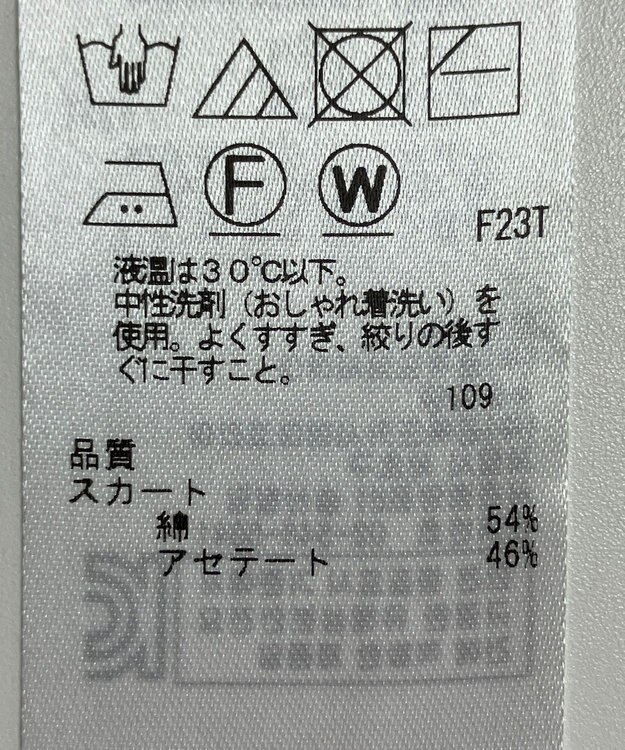 F W
F23T
液温は30℃以下。
中性洗剤（おしゃれ着洗い）を
使用。よくすすぎ、絞りの後す
ぐに干すこと。
109
品質
スカート
綿 54%
アセテート 46%